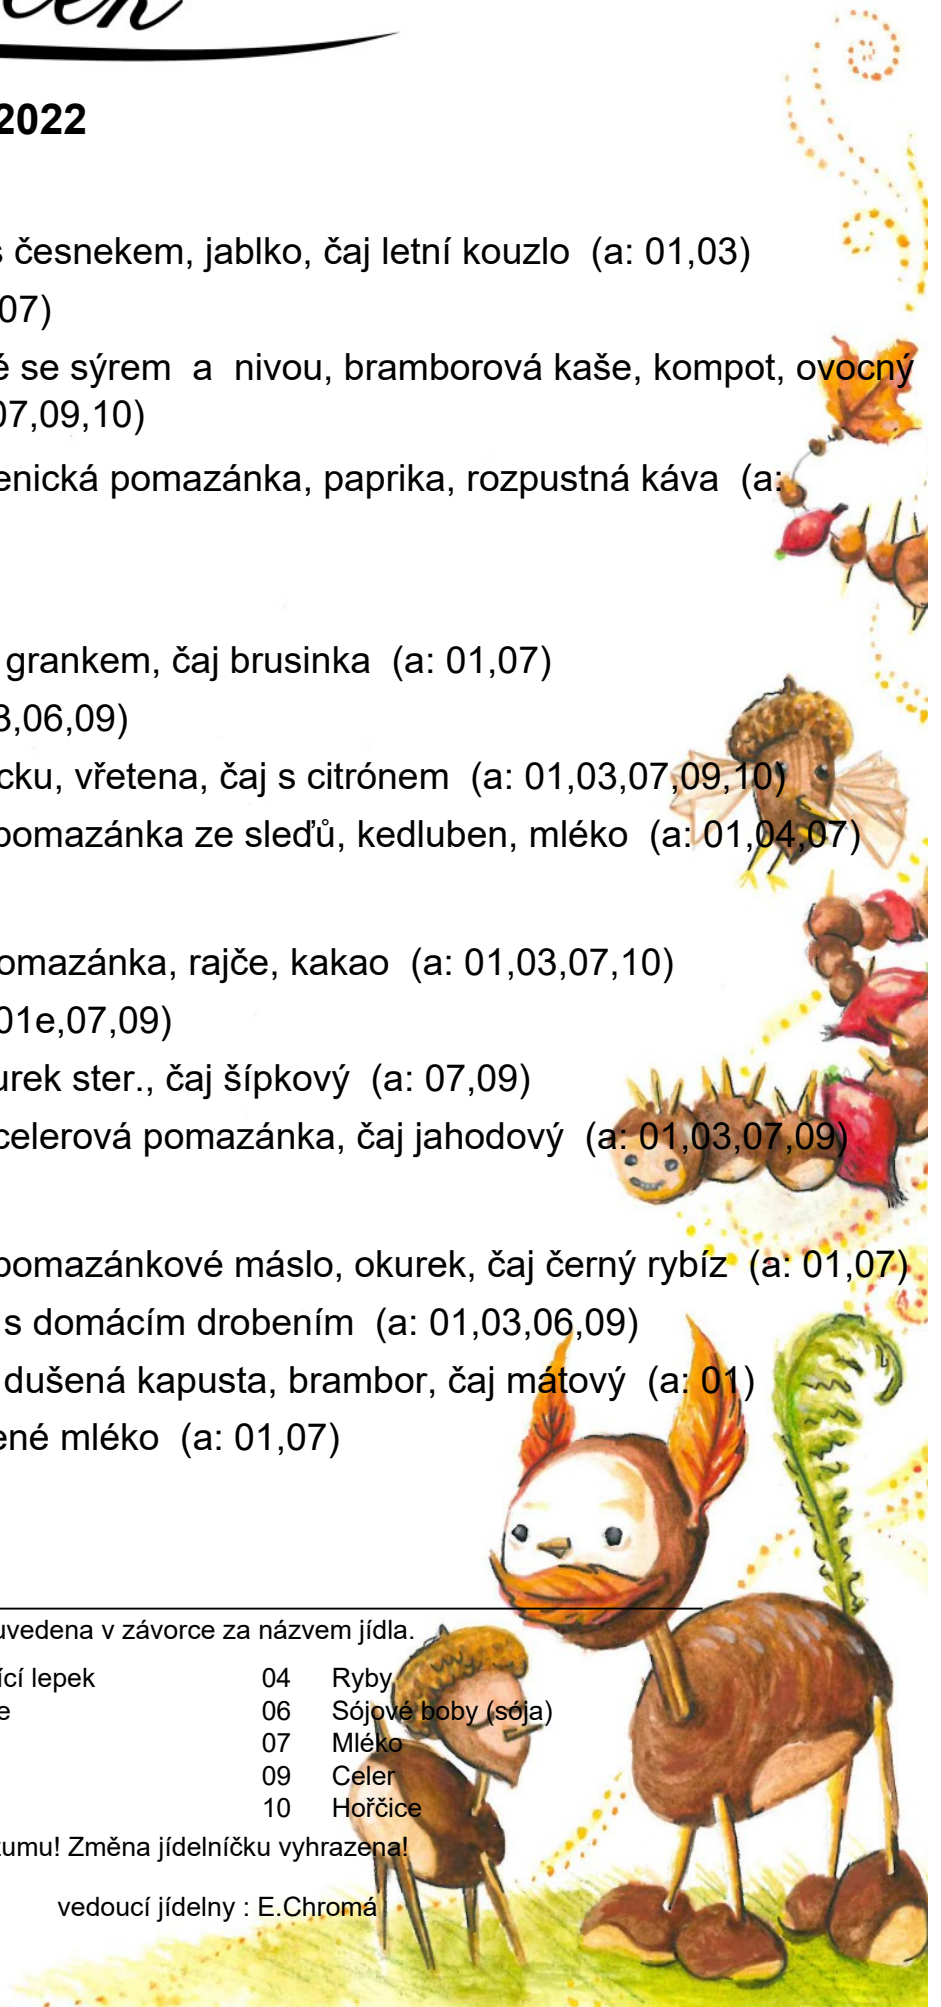 2022
s česnekem, jablko, čaj letní kouzlo (a: 01,03)
07)
é se sýrem a nivou, bramborová kaše, kompot, ovocný
07,09,10)
enická pomazánka, paprika, rozpustná káva (a:
grankem, čaj brusinka (a: 01,07)
3,06,09)
cku, vřetena, čaj s citrónem (a: 01,03,07,09,10)
pomazánka ze sleďů, kedluben, mléko (a: 01,04,07)
omazánka, rajče, kakao (a: 01,03,07,10)
01e,07,09)
urek ster., čaj šípkový (a: 07,09)
celerová pomazánka, čaj jahodový (a: 01,03,07,09)
pomazánkové máslo, okurek, čaj černý rybíz (a: 01,07)
s domácím drobením (a: 01,03,06,09)
dušená kapusta, brambor, čaj mátový (a: 01)
ené mléko (a: 01,07)
uvedena v závorce za názvem jídla.
ící lepek 04 Ryby
e 06 Sójové boby (sója)
07 Mléko
09 Celer
10 Hořčice
zumu! Změna jídelníčku vyhrazena!
vedoucí jídelny : E.Chromá